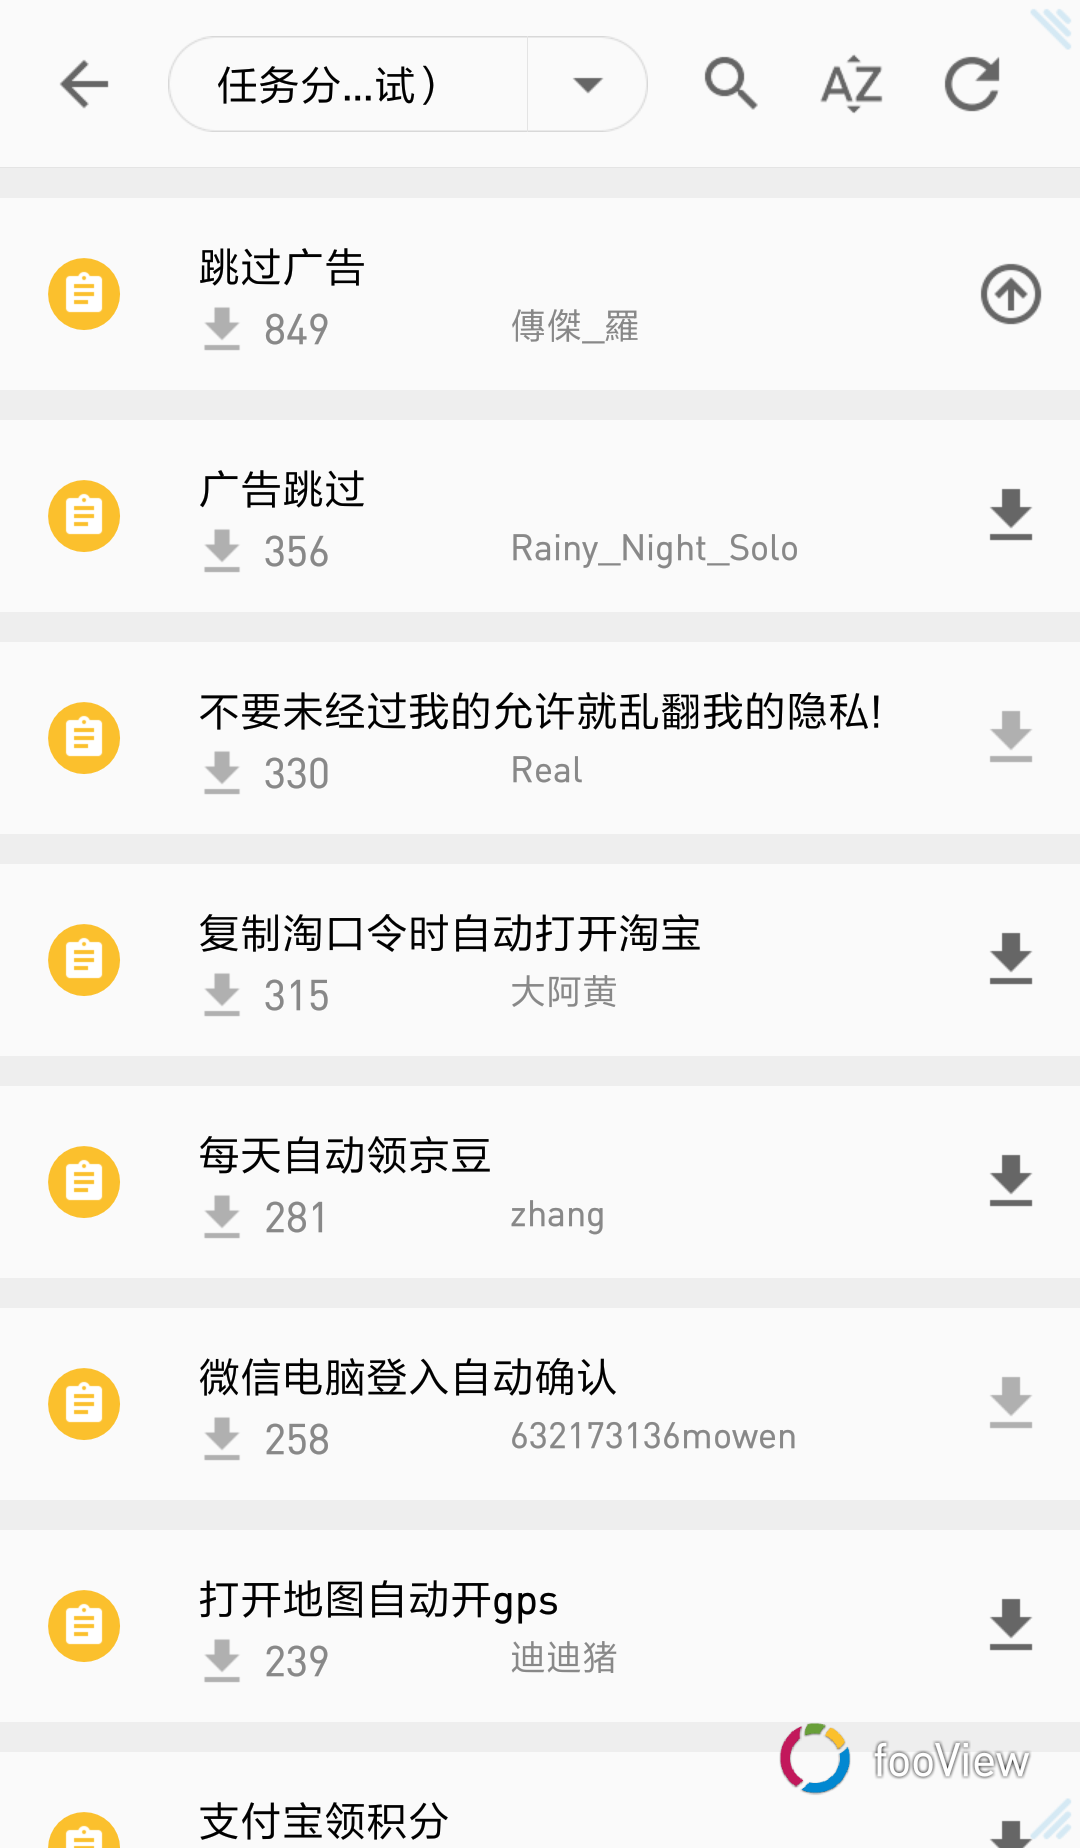 任务分...试）
AZ
跳过广告
849 傳傑_羅
广告跳过
356 Rainy_Night_Solo
不要未经过我的允许就乱翻我的隐私!
330 Real
复制淘口令时自动打开淘宝
315 大阿黄
每天自动领京豆
281 zhang
微信电脑登入自动确认
258 632173136mowen
打开地图自动开gps
239 迪迪猪
fooView
支付宝领积分